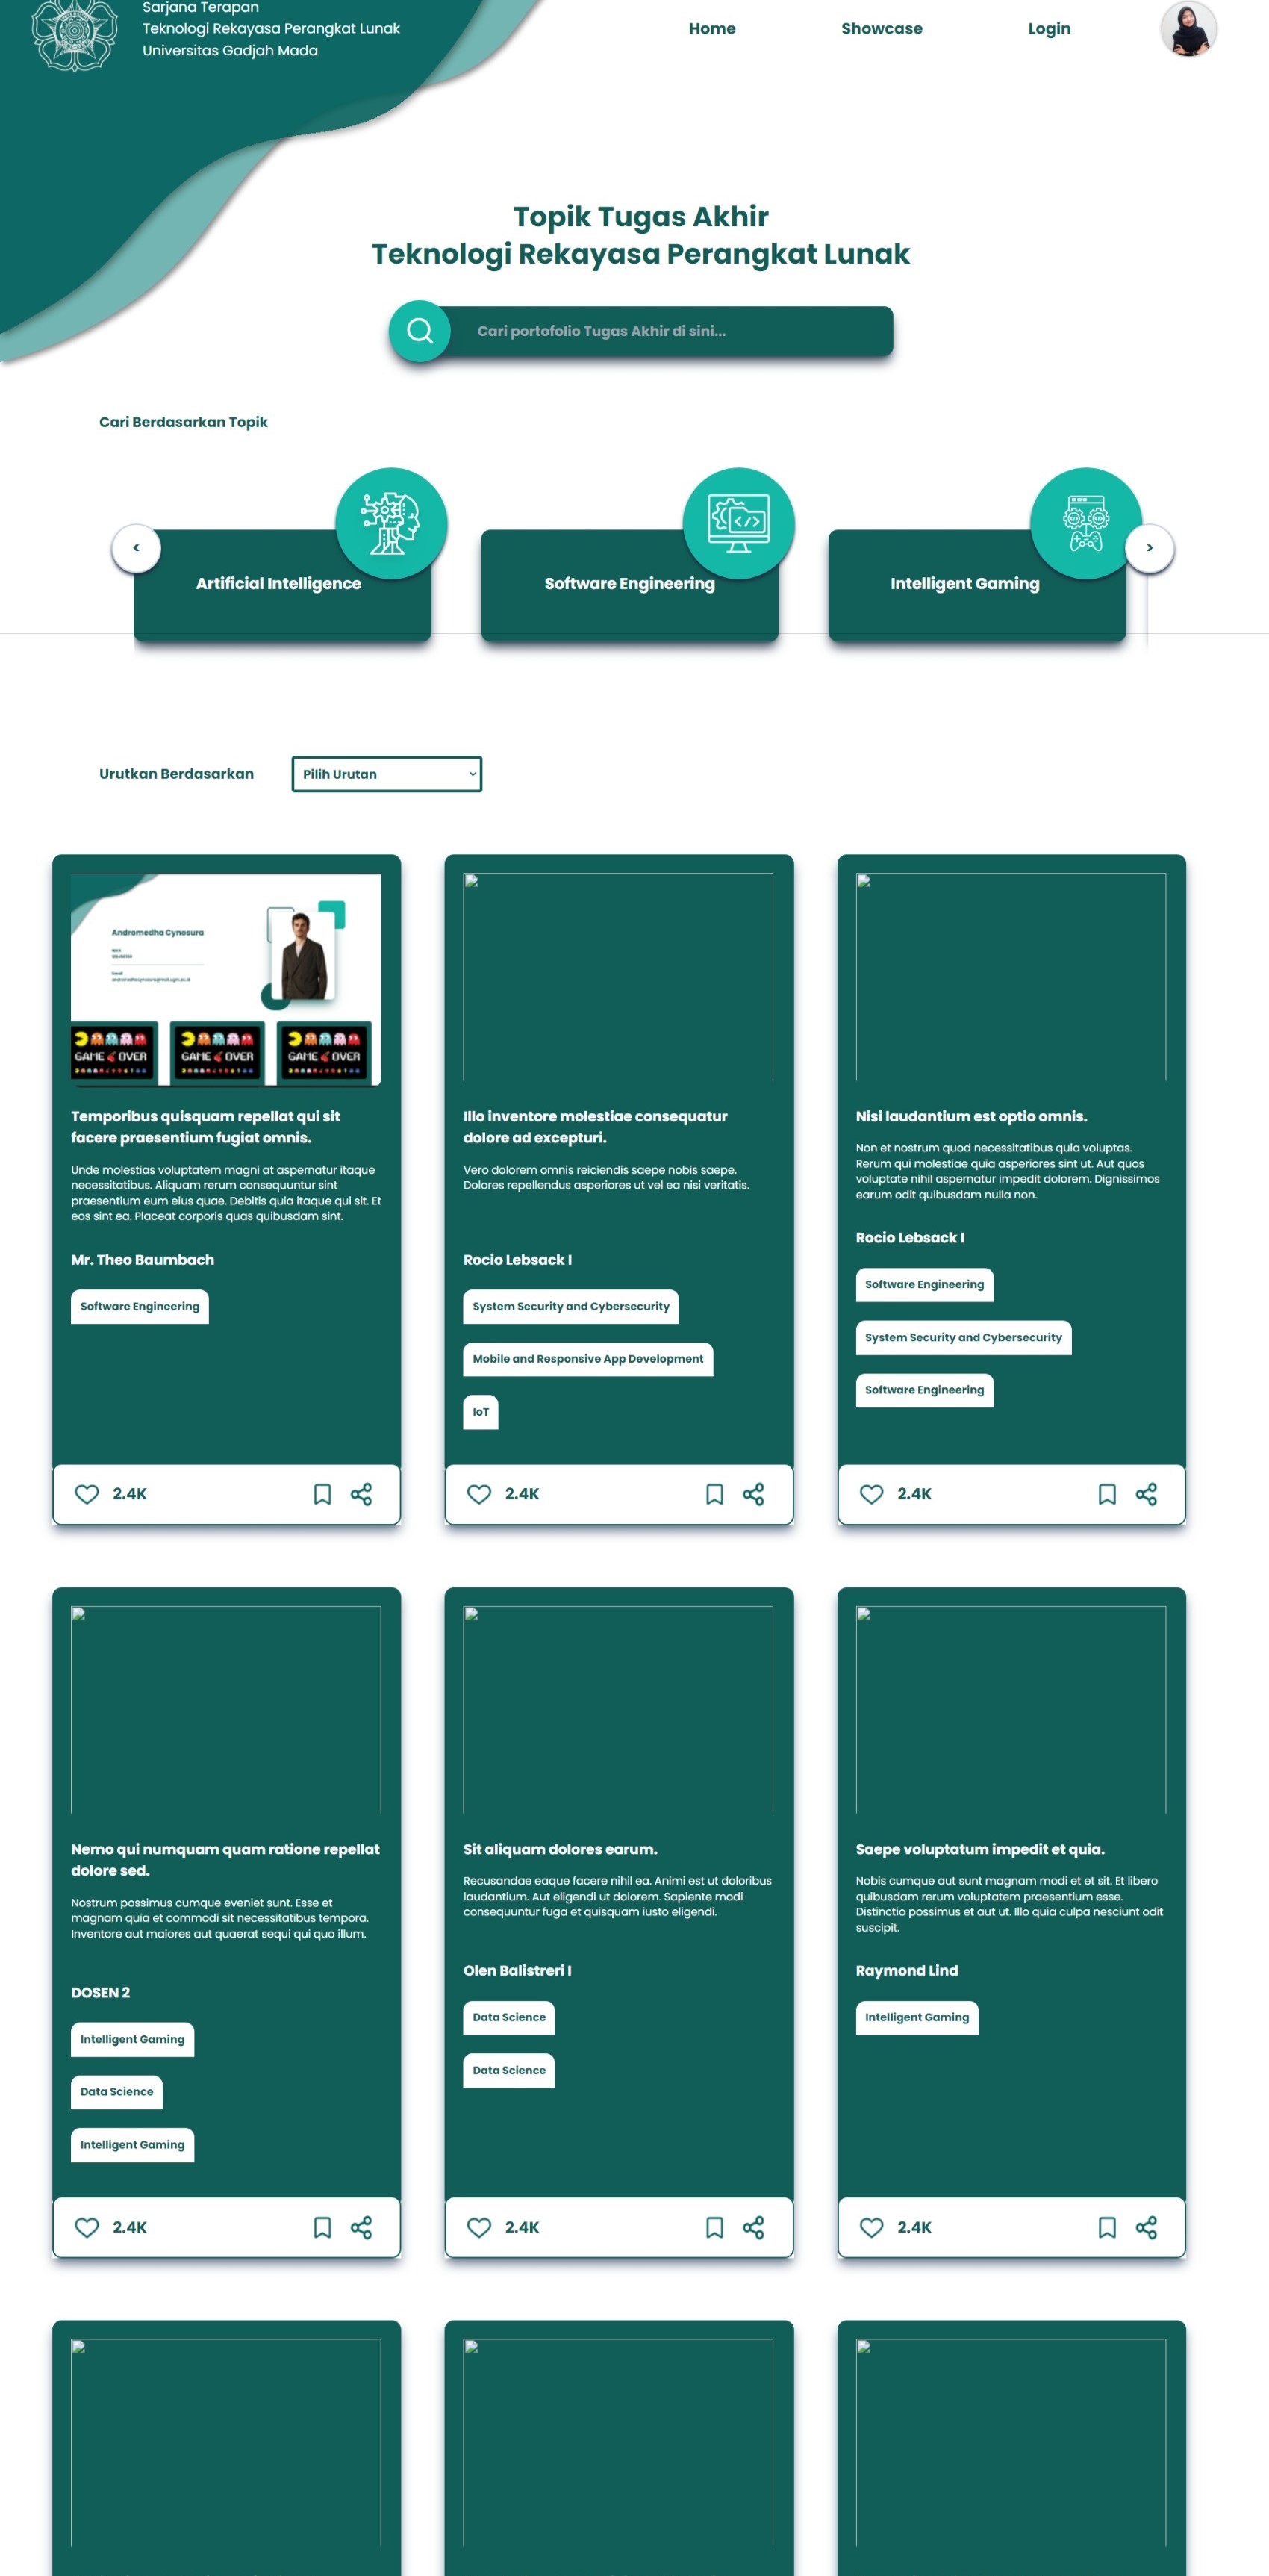 Sarjana Terapan
Teknologi Rekayasa Perangkat Lunak
Universitas Gadjah Mada
Home
Showcase
Login
Topik Tugas Akhir
Teknologi Rekayasa Perangkat Lunak
Cari portofolio Tugas Akhir di sini...
Cari Berdasarkan Topik
<
Artificial Intelligence
Software Engineering
Intelligent Gaming
>
Urutkan Berdasarkan
Pilih Urutan
Andromedha Cynosura
Email
GAME OVER
GAME OVER
GAME OVER
Temporibus quisquam repellat qui sit
facere praesentium fugiat omnis.
Unde molestias voluptatem magni at aspernatur itaque
necessitatibus. Aliquam rerum consequuntur sint
praesentium eum eius quae. Debitis quia itaque qui sit. Et
eos sint ea. Placeat corporis quas quibusdam sint.
Mr. Theo Baumbach
Software Engineering
2.4K
Illo inventore molestiae consequatur
dolore ad excepturi.
Vero dolorem omnis reiciendis saepe nobis saepe.
Dolores repellendus asperiores ut vel ea nisi veritatis.
Rocio Lebsack I
System Security and Cybersecurity
Mobile and Responsive App Development
IoT
2.4K
Nisi laudantium est optio omnis.
Non et nostrum quod necessitatibus quia voluptas.
Rerum qui molestiae quia asperiores sint ut. Aut quos
voluptate nihil aspernatur impedit dolorem. Dignissimos
earum odit quibusdam nulla non.
Rocio Lebsack I
Software Engineering
System Security and Cybersecurity
Software Engineering
2.4K
Nemo qui numquam quam ratione repellat
dolore sed.
Nostrum possimus cumque eveniet sunt. Esse et
magnam quia et commodi sit necessitatibus tempora.
Inventore aut maiores aut quaerat sequi qui quo illum.
DOSEN 2
Intelligent Gaming
Data Science
Intelligent Gaming
2.4K
Sit aliquam dolores earum.
Recusandae eaque facere nihil ea. Animi est ut doloribus
laudantium. Aut eligendi ut dolorem. Sapiente modi
consequuntur fuga et quisquam iusto eligendi.
Olen Balistreri I
Data Science
Data Science
2.4K
Saepe voluptatum impedit et quia.
Nobis cumque aut sunt magnam modi et et sit. Et libero
quibusdam rerum voluptatem praesentium esse.
Distinctio possimus et aut ut. Illo quia culpa nesciunt odit
suscipit.
Raymond Lind
Intelligent Gaming
2.4K